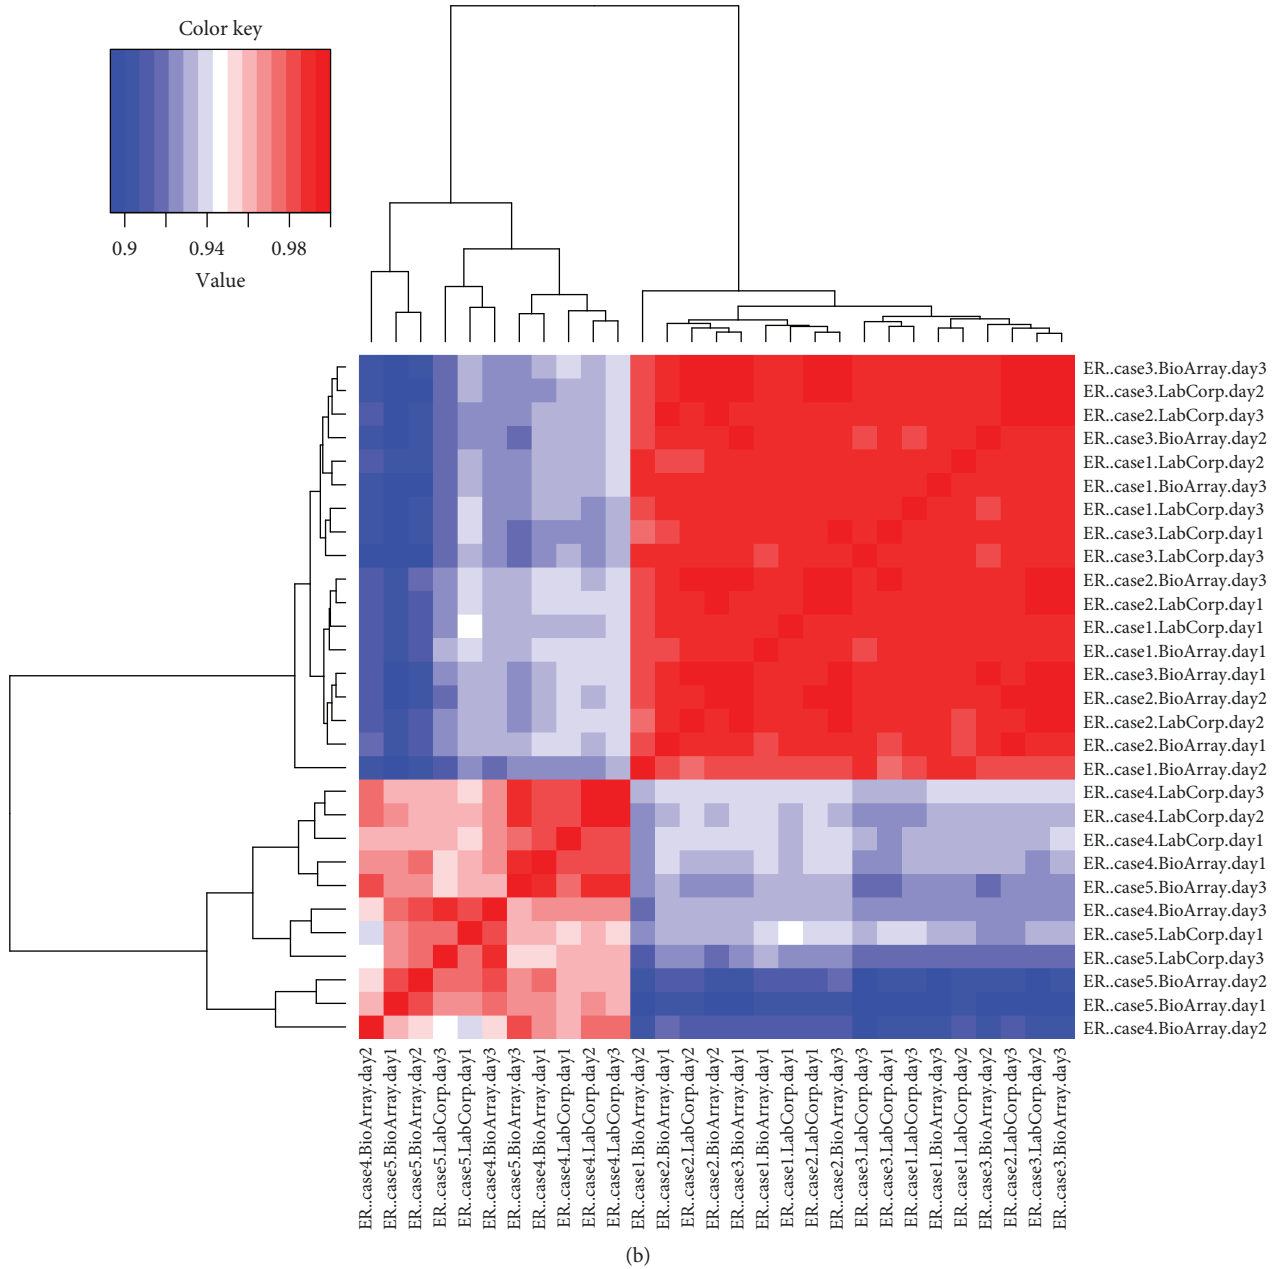 Color key
0.9 0.94 0.98
Value
ER..case3.BioArray.day3
ER..case3.LabCorp.day2
ER..case2.LabCorp.day3
ER..case3.BioArray.day2
ER..case1.LabCorp.day2
ER..case1.BioArray.day3
ER..case1.LabCorp.day3
ER..case3.LabCorp.day1
ER..case3.LabCorp.day3
ER..case2.BioArray.day3
ER..case2.LabCorp.day1
ER..case1.LabCorp.day1
ER..case1.BioArray.day1
ER..case3.BioArray.day1
ER..case2.BioArray.day2
ER..case2.LabCorp.day2
ER..case2.BioArray.day1
ER..case1.BioArray.day2
ER..case4.LabCorp.day3
ER..case4.LabCorp.day2
ER..case4.LabCorp.day1
ER..case4.BioArray.day1
ER..case5.BioArray.day3
ER..case4.BioArray.day3
ER..case5.LabCorp.day1
ER..case5.LabCorp.day3
ER..case5.BioArray.day2
ER..case5.BioArray.day1
ER..case4.BioArray.day2
ER..case4.BioArray.day2
ER..case5.BioArray.day1
ER..case5.BioArray.day2
ER..case5.LabCorp.day3
ER..case5.LabCorp.day1
ER..case4.BioArray.day3
ER..case5.BioArray.day3
ER..case4.BioArray.day1
ER..case4.LabCorp.day1
ER..case4.LabCorp.day2
ER..case4.LabCorp.day3
ER..case1.BioArray.day2
ER..case2.BioArray.day1
ER..case2.LabCorp.day2
ER..case2.BioArray.day2
ER..case3.BioArray.day1
ER..case1.BioArray.day1
ER..case1.LabCorp.day1
ER..case2.LabCorp.day1
ER..case2.BioArray.day3
ER..case3.LabCorp.day3
ER..case3.LabCorp.day1
ER..case1.LabCorp.day3
ER..case1.BioArray.day3
ER..case1.LabCorp.day2
ER..case3.BioArray.day2
ER..case2.LabCorp.day3
ER..case3.LabCorp.day2
ER..case3.BioArray.day3
(b)